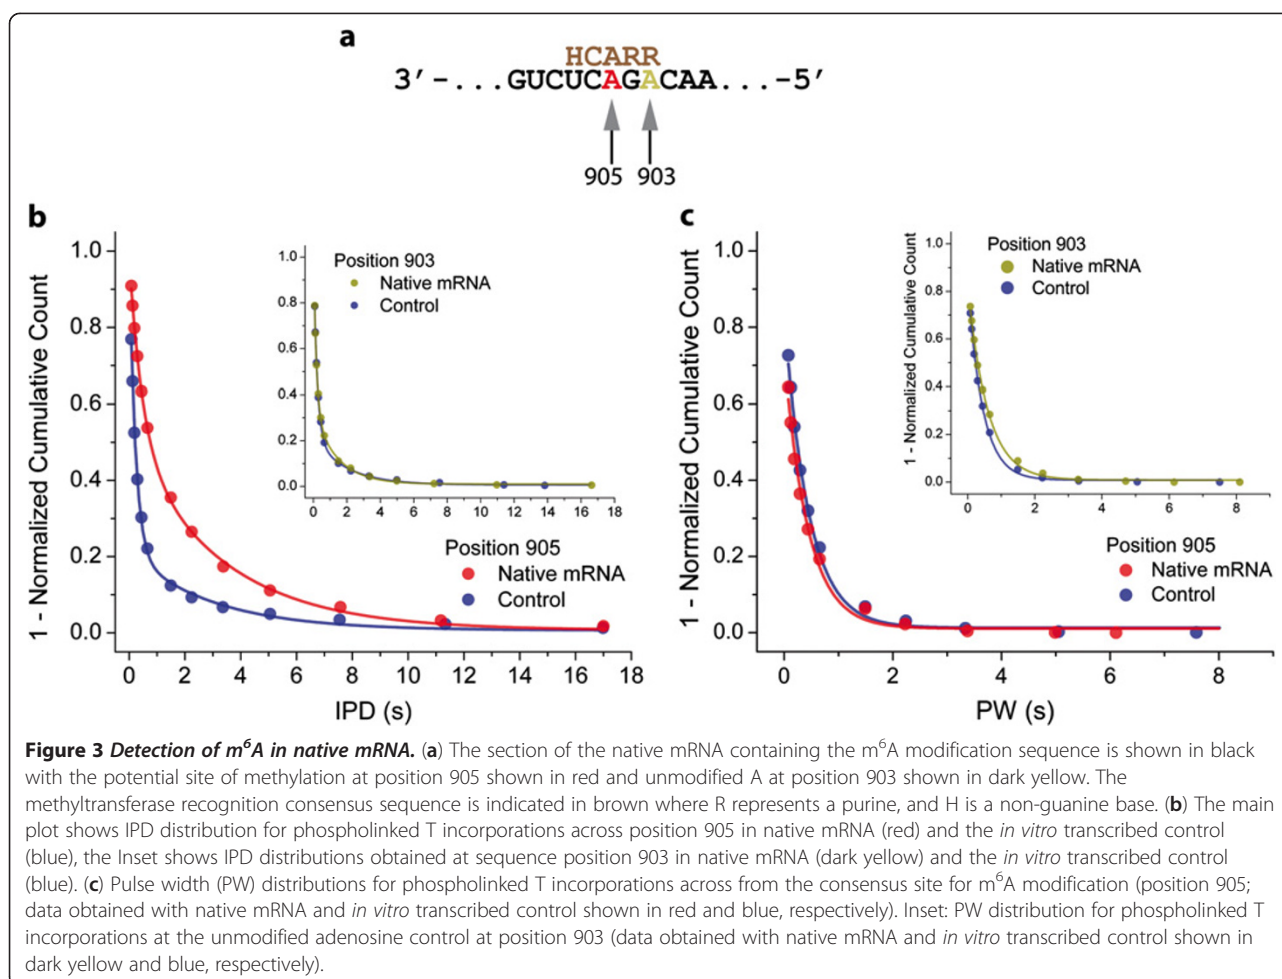 a
HCARR
3′-...GUCUCAGACAA...-5′
905 903
b
1 - Normalized Cumulative Count
1.0
0.8
0.6
0.4
0.2
0.0
0 2 4 6 8 10 12 14 16 18
IPD (s)
Position 903
Native mRNA
Control
1.0
0.8
0.6
0.4
0.2
0.0
0 2 4 6 8 10 12 14 16 18
Position 905
Native mRNA
Control
c
1 - Normalized Cumulative Count
1.0
0.8
0.6
0.4
0.2
0.0
0 2 4 6 8
PW (s)
1 - Normalized Cumulative Count
Position 903
Native mRNA
Control
1.0
0.8
0.6
0.4
0.2
0.0
0 2 4 6 8
Position 905
Native mRNA
Control
Figure 3 Detection of m⁶A in native mRNA. (a) The section of the native mRNA containing the m⁶A modification sequence is shown in black
with the potential site of methylation at position 905 shown in red and unmodified A at position 903 shown in dark yellow. The
methyltransferase recognition consensus sequence is indicated in brown where R represents a purine, and H is a non-guanine base. (b) The main
plot shows IPD distribution for phospholinked T incorporations across position 905 in native mRNA (red) and the in vitro transcribed control
(blue), the Inset shows IPD distributions obtained at sequence position 903 in native mRNA (dark yellow) and the in vitro transcribed control
(blue). (c) Pulse width (PW) distributions for phospholinked T incorporations across from the consensus site for m⁶A modification (position 905;
data obtained with native mRNA and in vitro transcribed control shown in red and blue, respectively). Inset: PW distribution for phospholinked T
incorporations at the unmodified adenosine control at position 903 (data obtained with native mRNA and in vitro transcribed control shown in
dark yellow and blue, respectively).